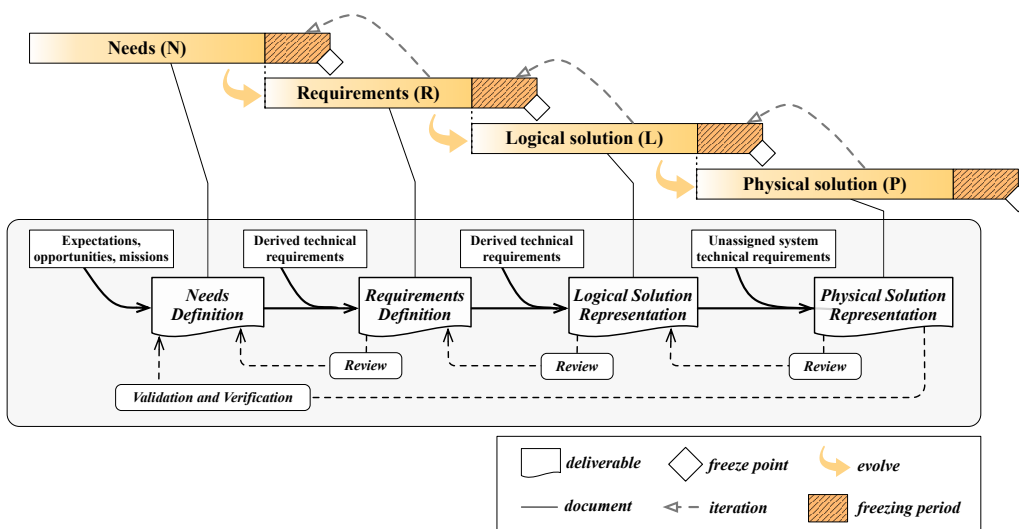 Needs (N)
Requirements (R)
Logical solution (L)
Physical solution (P)
Expectations,
opportunities, missions
Derived technical
requirements
Derived technical
requirements
Unassigned system
technical requirements
Needs
Definition
Requirements
Definition
Logical Solution
Representation
Physical Solution
Representation
Review
Review
Review
Validation and Verification
deliverable
freeze point
evolve
document
iteration
freezing period